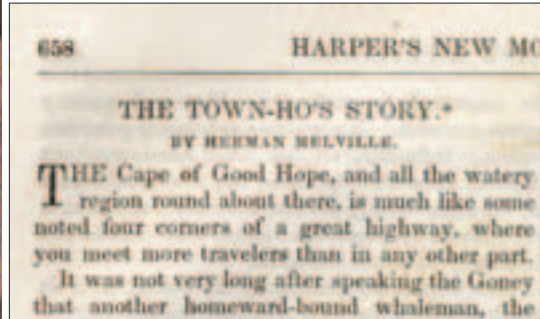 658 HARPER'S NEW MO
THE TOWN-HO'S STORY.*
BY HERMAN MELVILLE.
THE Cape of Good Hope, and all the watery
region round about there, is much like some
noted four corners of a great highway, where
you meet more travelers than in any other part.
It was not very long after speaking the Goney
that another homeward-bound whaleman, the